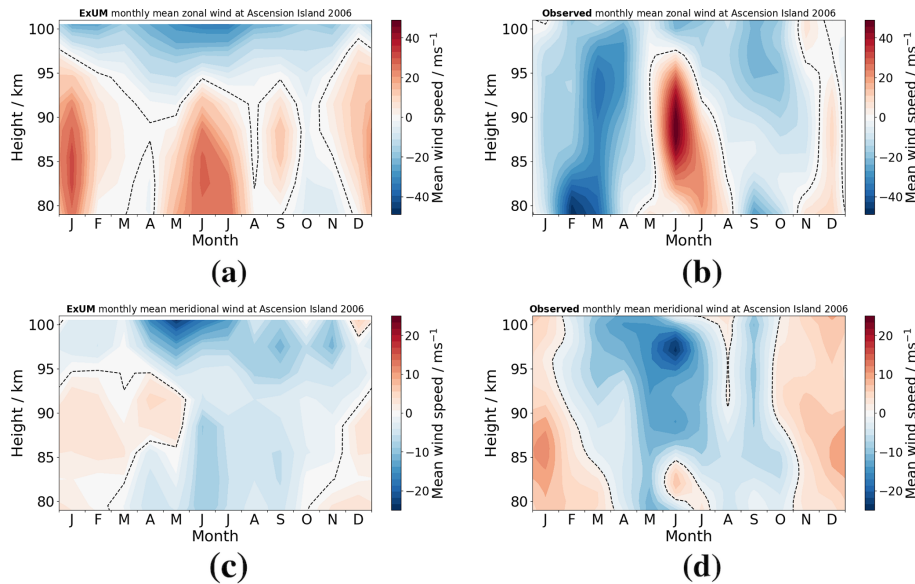 ExUM monthly mean zonal wind at Ascension Island 2006
100
95
90
85
80
Height / km
J F M A M J J A S O N D
Month
40
20
0
−20
−40
Mean wind speed / ms⁻¹
(a)
Observed monthly mean zonal wind at Ascension Island 2006
100
95
90
85
80
Height / km
J F M A M J J A S O N D
Month
40
20
0
−20
−40
Mean wind speed / ms⁻¹
(b)
ExUM monthly mean meridional wind at Ascension Island 2006
100
95
90
85
80
Height / km
J F M A M J J A S O N D
Month
20
10
0
−10
−20
Mean wind speed / ms⁻¹
(c)
Observed monthly mean meridional wind at Ascension Island 2006
100
95
90
85
80
Height / km
J F M A M J J A S O N D
Month
20
10
0
−10
−20
Mean wind speed / ms⁻¹
(d)